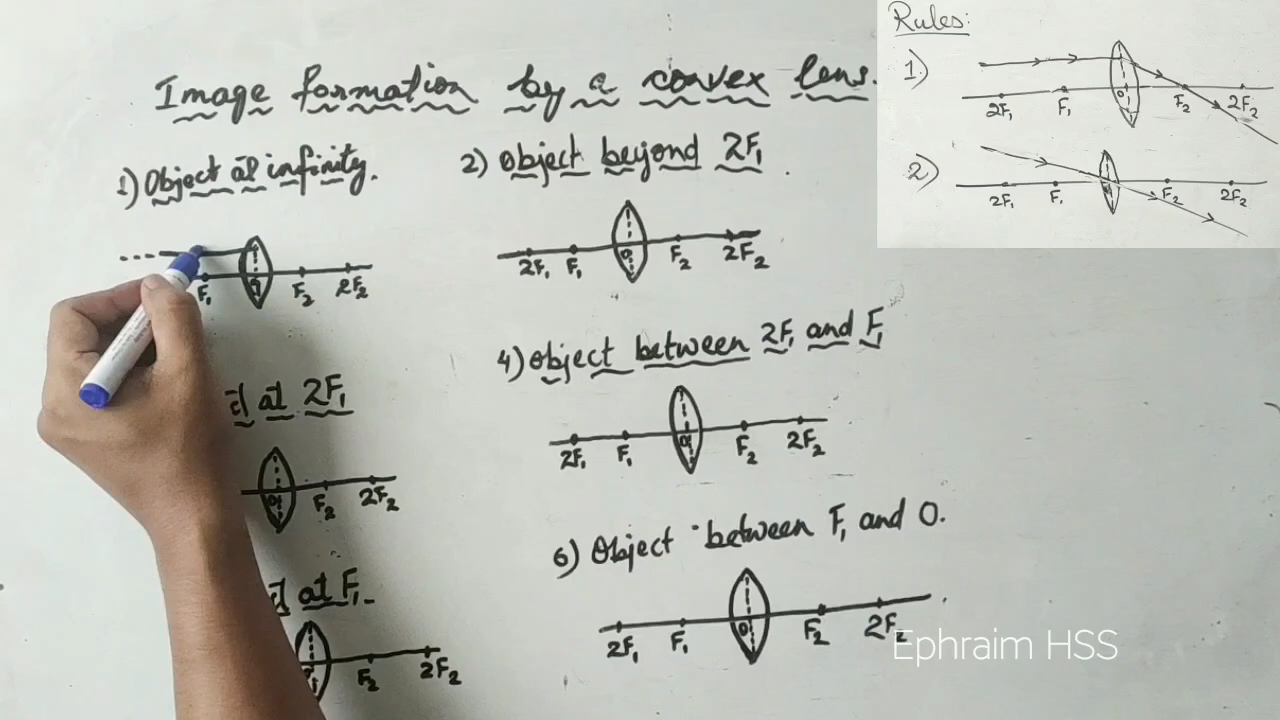 Image formation by a convex lens.
1) Object at infinity.
F₁ O F₂ 2F₂
2) Object beyond 2F₁
2F₁ F₁ O F₂ 2F₂
at 2F₁
O F₂ 2F₂
4) Object between 2F₁ and F₁
2F₁ F₁ O F₂ 2F₂
at F₁
F₂ 2F₂
6) Object between F₁ and O.
2F₁ F₁ O F₂ 2F₂
Rules:
1)
2F₁ F₁ O F₂ 2F₂
2)
2F₁ F₁ F₂ 2F₂
Ephraim HSS